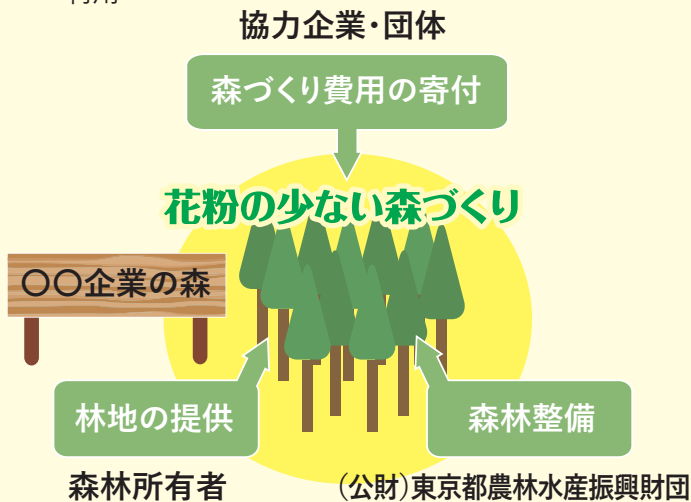 協力企業・団体
森づくり費用の寄付
花粉の少ない森づくり
〇〇企業の森
林地の提供
森林整備
森林所有者
(公財)東京都農林水産振興財団